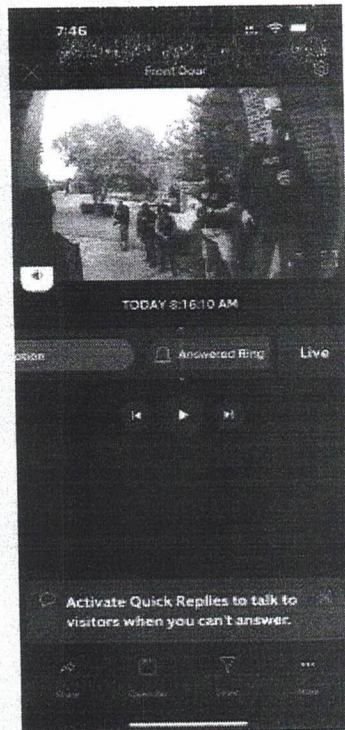 7:46
Front Door
TODAY 8:16:10 AM
Answered Ring
Live
Activate Quick Replies to talk to
visitors when you can't answer.
Share